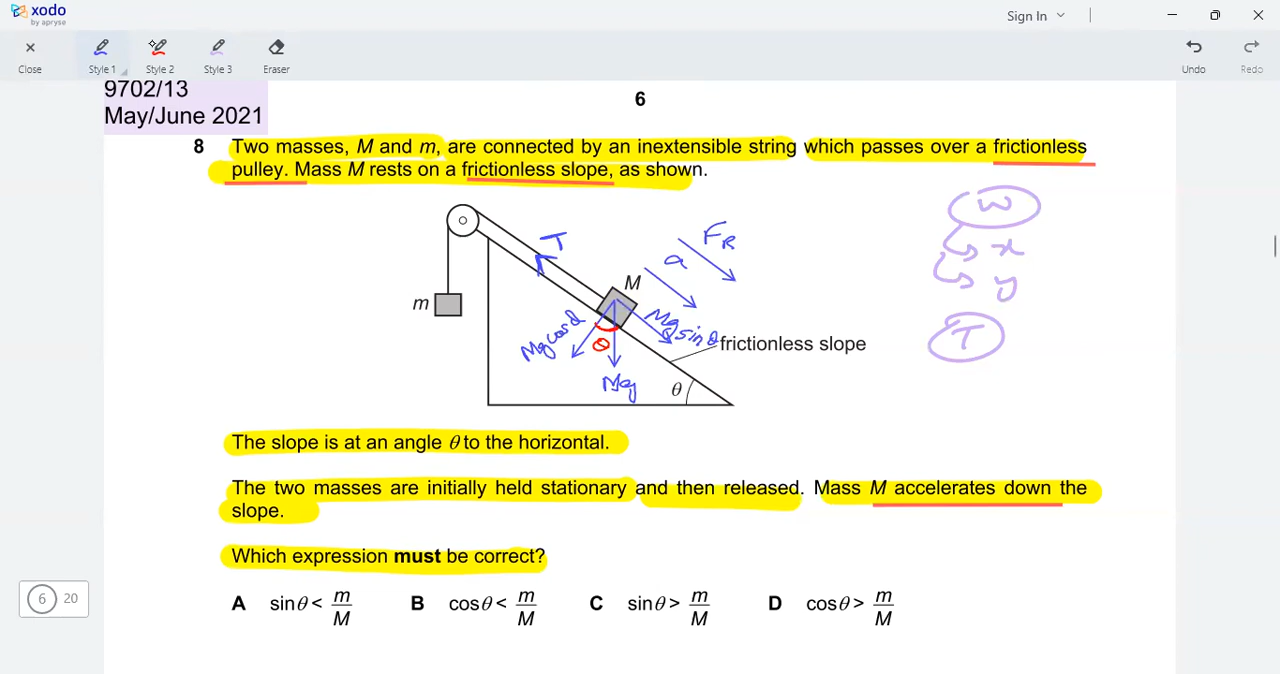 xodo
by apryse
Sign In
Close
Style 1
Style 2
Style 3
Eraser
Undo
Redo
9702/13
May/June 2021
6
8 Two masses, M and m, are connected by an inextensible string which passes over a frictionless
pulley. Mass M rests on a frictionless slope, as shown.
W
x
y
T
T
F_R
a
M
m
Mg cosθ
θ
Mg sinθ
Mg
frictionless slope
θ
The slope is at an angle θ to the horizontal.
The two masses are initially held stationary and then released. Mass M accelerates down the
slope.
Which expression must be correct?
A sinθ < m/M B cosθ < m/M C sinθ > m/M D cosθ > m/M
6 20